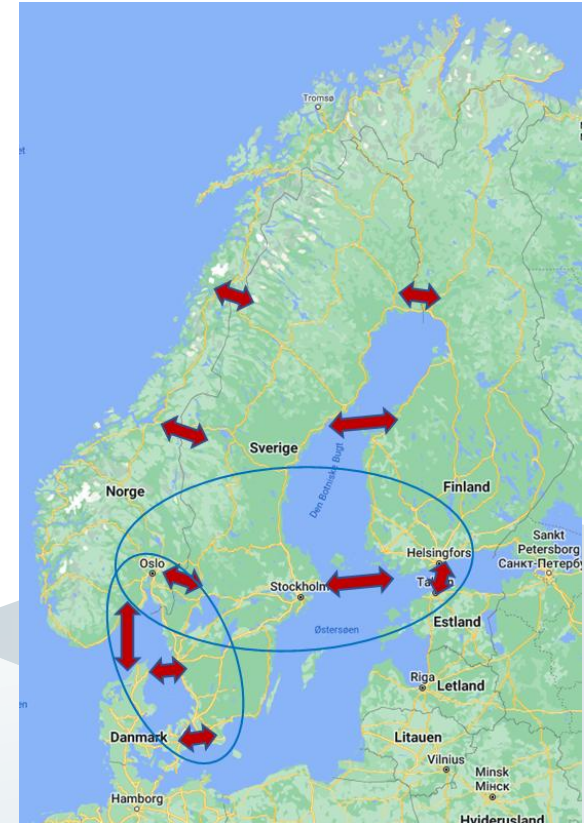 Tromsø
Sverige
Den Botniske Bugt
Norge
Finland
Sankt
Petersborg
Санкт-Петербу
Helsingfors
Oslo
Stockholm
Estland
Østersøen
Riga
Letland
Danmark
Litauen
Vilnius
Minsk
Мінск
Hamborg
Hviderusland